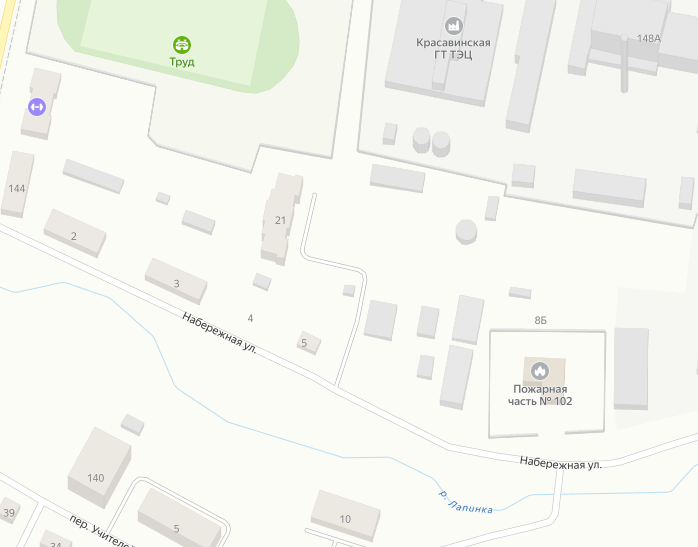 Красавинская
ГТ ТЭЦ
148А
Труд
144
21
2
3
4
Набережная ул.
5
8Б
Пожарная
часть № 102
Набережная ул.
140
р. Лапинка
39
пер. Учителе
5
10
34